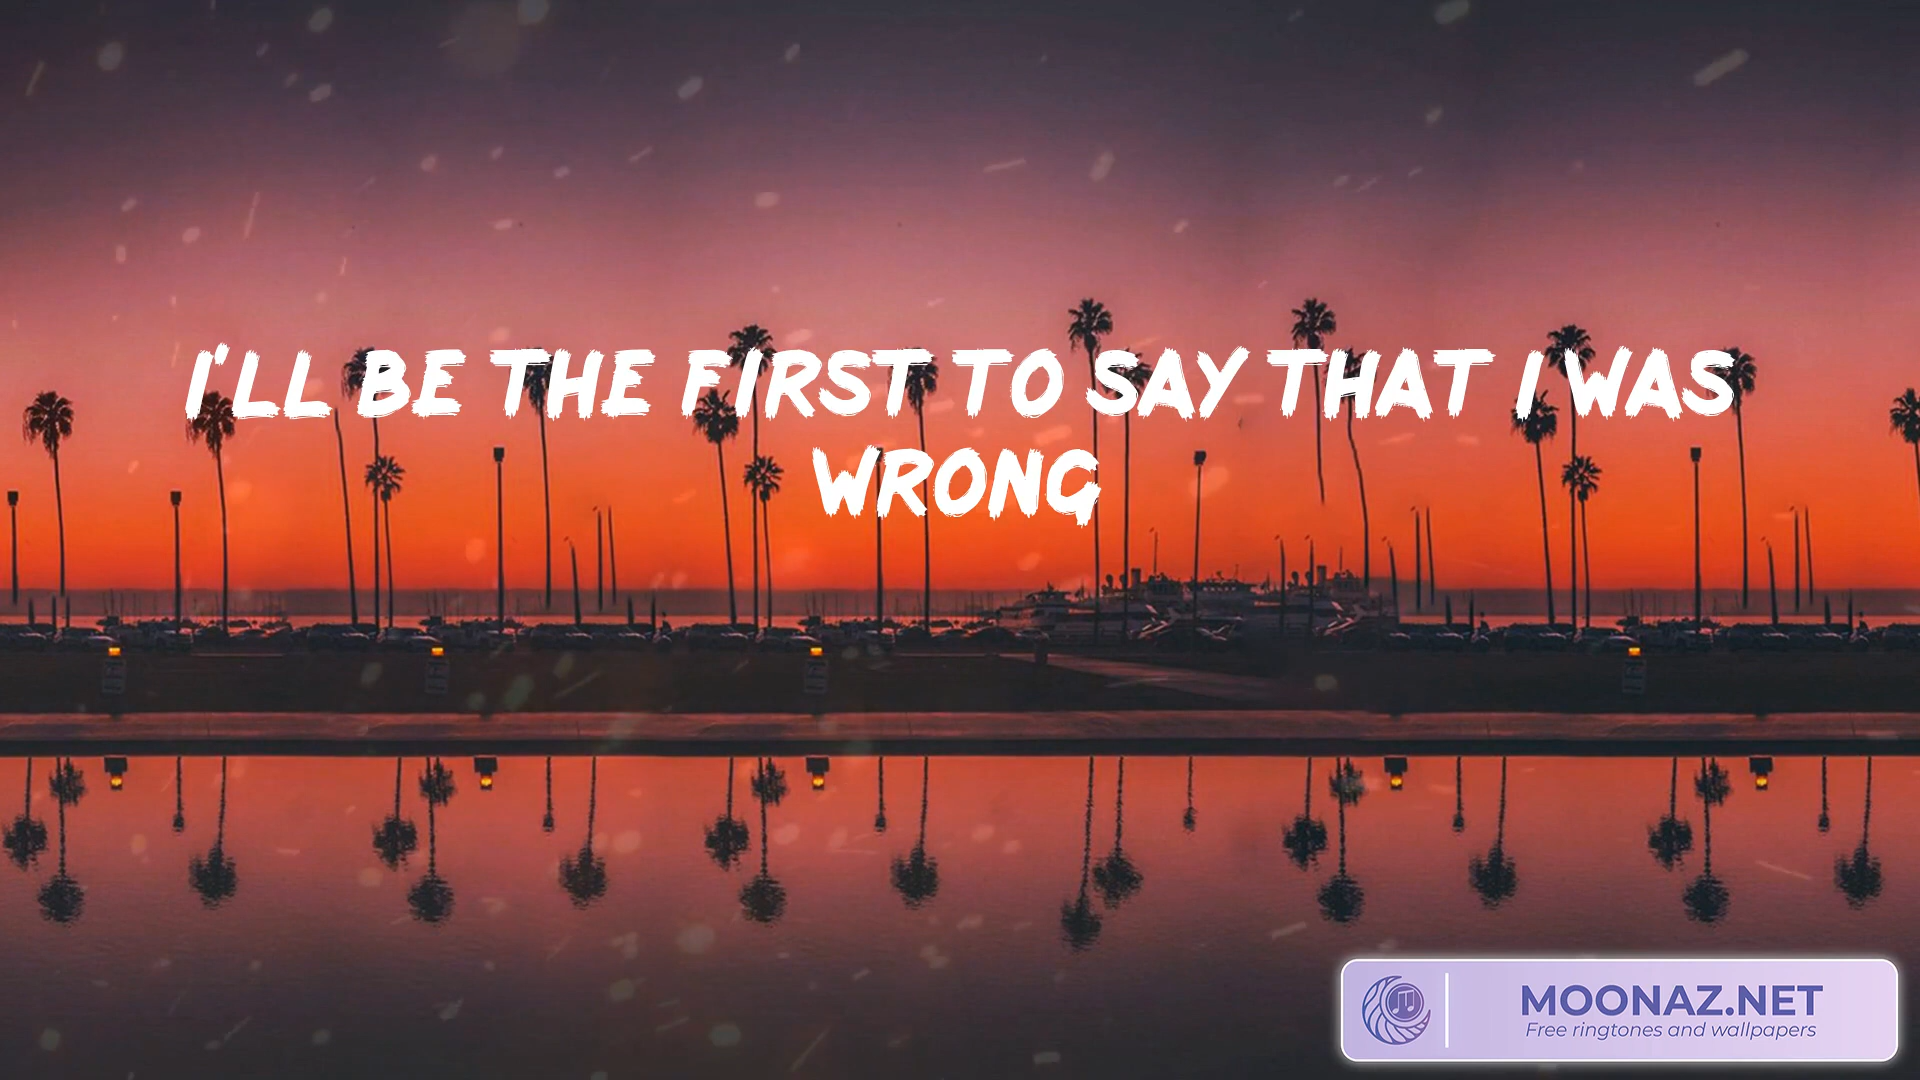 I'LL BE THE FIRST TO SAY THAT I WAS
WRONG
MOONAZ.NET
Free ringtones and wallpapers